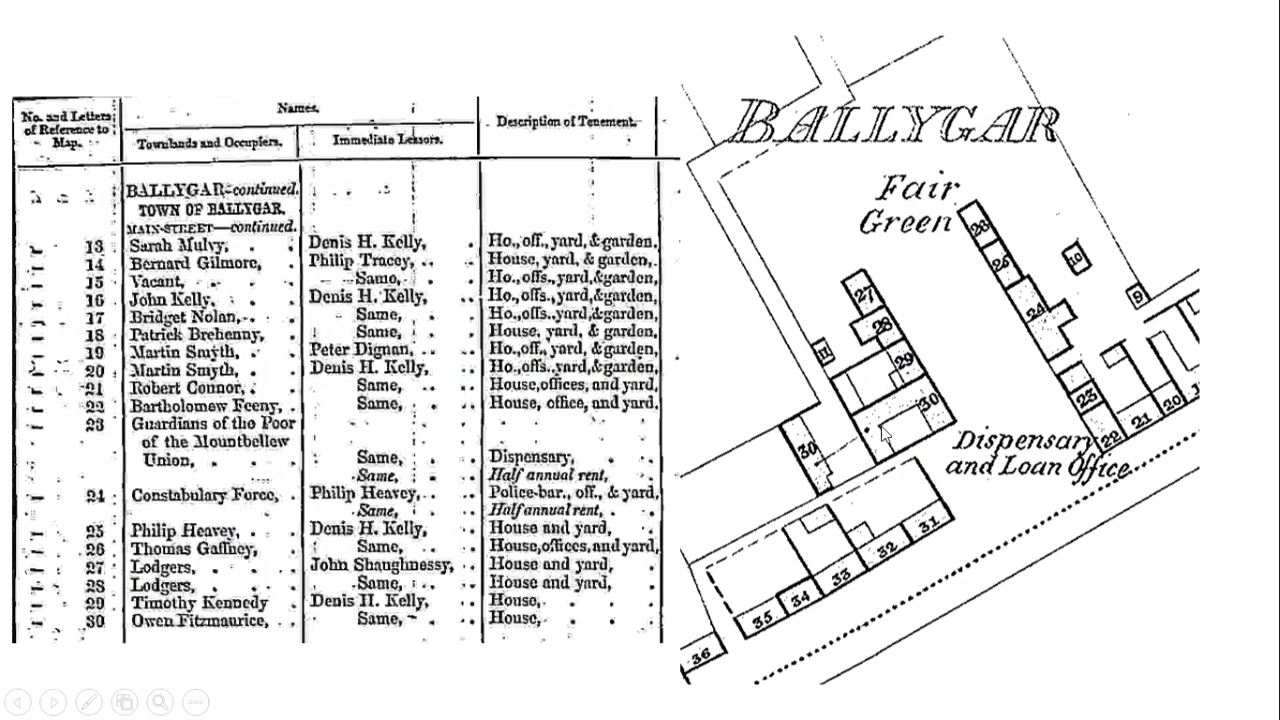 No. and Letters of Reference to Map.
Names.
Townlands and Occupiers.
Immediate Lessors.
Description of Tenement.
BALLYGAR—continued.
TOWN OF BALLYGAR.
MAIN-STREET—continued.
13 Sarah Mulvy, Denis H. Kelly, Ho., off., yard, & garden,
14 Bernard Gilmore, Philip Tracey, House, yard, & garden,
15 Vacant, Same, Ho., offs., yard, & garden,
16 John Kelly, Denis H. Kelly, Ho., offs., yard, & garden,
17 Bridget Nolan, Same, Ho., offs., yard, & garden,
18 Patrick Brehenny, Same, House, yard, & garden,
19 Martin Smyth, Peter Dignan, Ho., off., yard, & garden,
20 Martin Smyth, Denis H. Kelly, Ho., offs., yard, & garden,
21 Robert Connor, Same, House, offices, and yard,
22 Bartholomew Feeny, Same, House, office, and yard,
23 Guardians of the Poor
of the Mountbellew
Union, Same, Dispensary,
Same, Half annual rent,
24 Constabulary Force, Philip Heavey, Police-bar., off., & yard,
Same, Half annual rent,
25 Philip Heavey, Denis H. Kelly, House and yard,
26 Thomas Gaffney, Same, House, offices, and yard,
27 Lodgers, John Shaughnessy, House and yard,
28 Lodgers, Same, House and yard,
29 Timothy Kennedy Denis H. Kelly, House,
30 Owen Fitzmaurice, Same, House,
BALLYGAR
Fair
Green
26
10
9
24
27
28
11
29
30
30
23
22
21
20
Dispensary
and Loan Office
31
32
33
34
35
36